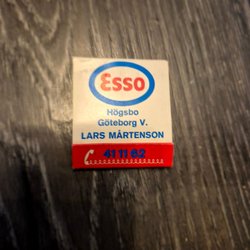 Esso
Högsbo
Göteborg V.
LARS MÅRTENSON
41 11 62